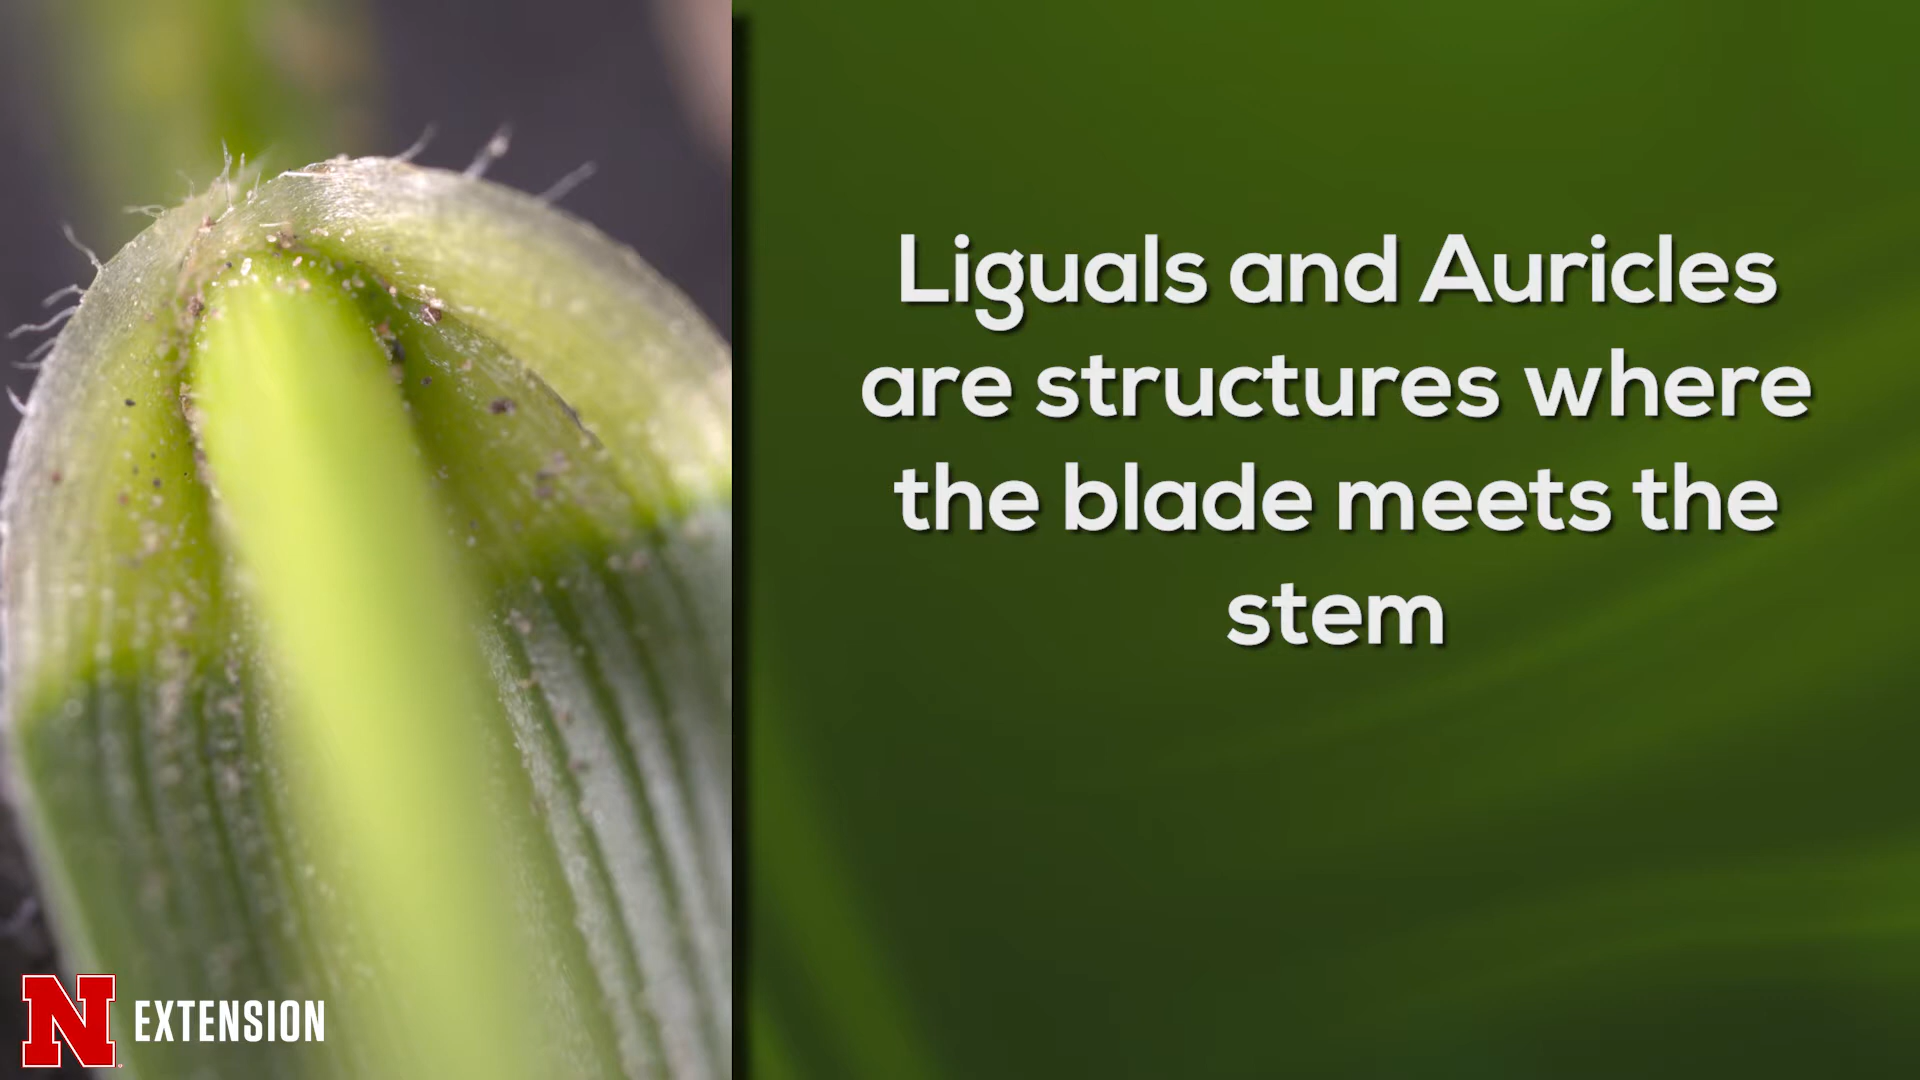 Liguals and Auricles
are structures where
the blade meets the
stem
N EXTENSION